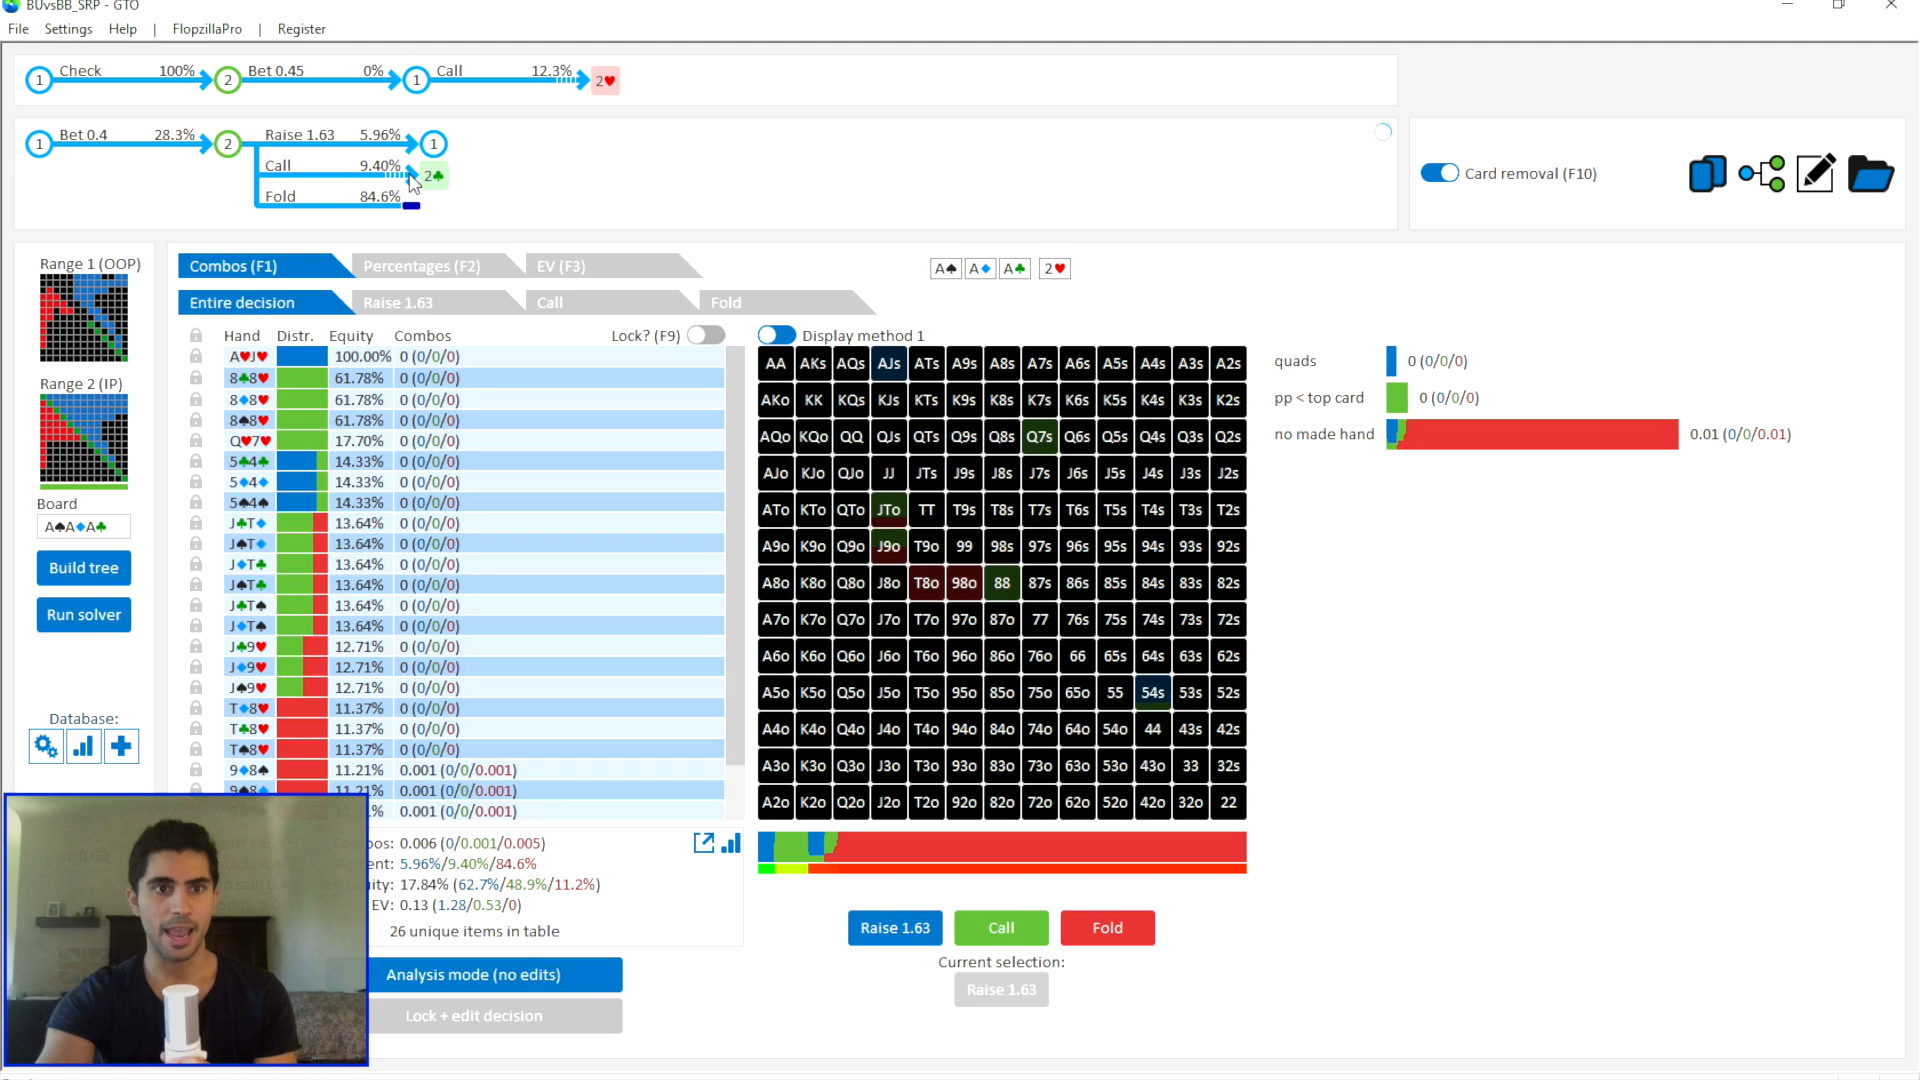 BUvsBB_SRP - GTO
File Settings Help | FlopzillaPro | Register
1 Check 100% 2 Bet 0.45 0% 1 Call 12.3% 2♥
1 Bet 0.4 28.3% 2 Raise 1.63 5.96% 1
Call 9.40% 2♣
Fold 84.6%
Card removal (F10)
Range 1 (OOP)
Range 2 (IP)
Board
A♠A♦A♣
Build tree
Run solver
Database:
Combos (F1) Percentages (F2) EV (F3)
A♠ A♦ A♣ 2♥
Entire decision Raise 1.63 Call Fold
Hand Distr. Equity Combos Lock? (F9)
A♥J♥ 100.00% 0 (0/0/0)
8♣8♥ 61.78% 0 (0/0/0)
8♦8♥ 61.78% 0 (0/0/0)
8♠8♥ 61.78% 0 (0/0/0)
Q♥7♥ 17.70% 0 (0/0/0)
5♣4♣ 14.33% 0 (0/0/0)
5♦4♦ 14.33% 0 (0/0/0)
5♠4♠ 14.33% 0 (0/0/0)
J♣T♦ 13.64% 0 (0/0/0)
J♠T♦ 13.64% 0 (0/0/0)
J♦T♣ 13.64% 0 (0/0/0)
J♠T♣ 13.64% 0 (0/0/0)
J♣T♠ 13.64% 0 (0/0/0)
J♦T♠ 13.64% 0 (0/0/0)
J♣9♥ 12.71% 0 (0/0/0)
J♦9♥ 12.71% 0 (0/0/0)
J♠9♥ 12.71% 0 (0/0/0)
T♦8♥ 11.37% 0 (0/0/0)
T♣8♥ 11.37% 0 (0/0/0)
T♠8♥ 11.37% 0 (0/0/0)
9♦8♠ 11.21% 0.001 (0/0/0.001)
9♠8♦ 11.21% 0.001 (0/0/0.001)
1% 0.001 (0/0/0.001)
0.006 (0/0.001/0.005)
5.96%/9.40%/84.6%
17.84% (62.7%/48.9%/11.2%)
EV: 0.13 (1.28/0.53/0)
26 unique items in table
Analysis mode (no edits)
Lock + edit decision
Display method 1
AA AKs AQs AJs ATs A9s A8s A7s A6s A5s A4s A3s A2s
AKo KK KQs KJs KTs K9s K8s K7s K6s K5s K4s K3s K2s
AQo KQo QQ QJs QTs Q9s Q8s Q7s Q6s Q5s Q4s Q3s Q2s
AJo KJo QJo JJ JTs J9s J8s J7s J6s J5s J4s J3s J2s
ATo KTo QTo JTo TT T9s T8s T7s T6s T5s T4s T3s T2s
A9o K9o Q9o J9o T9o 99 98s 97s 96s 95s 94s 93s 92s
A8o K8o Q8o J8o T8o 98o 88 87s 86s 85s 84s 83s 82s
A7o K7o Q7o J7o T7o 97o 87o 77 76s 75s 74s 73s 72s
A6o K6o Q6o J6o T6o 96o 86o 76o 66 65s 64s 63s 62s
A5o K5o Q5o J5o T5o 95o 85o 75o 65o 55 54s 53s 52s
A4o K4o Q4o J4o T4o 94o 84o 74o 64o 54o 44 43s 42s
A3o K3o Q3o J3o T3o 93o 83o 73o 63o 53o 43o 33 32s
A2o K2o Q2o J2o T2o 92o 82o 72o 62o 52o 42o 32o 22
Raise 1.63 Call Fold
Current selection:
Raise 1.63
quads 0 (0/0/0)
pp < top card 0 (0/0/0)
no made hand 0.01 (0/0/0.01)